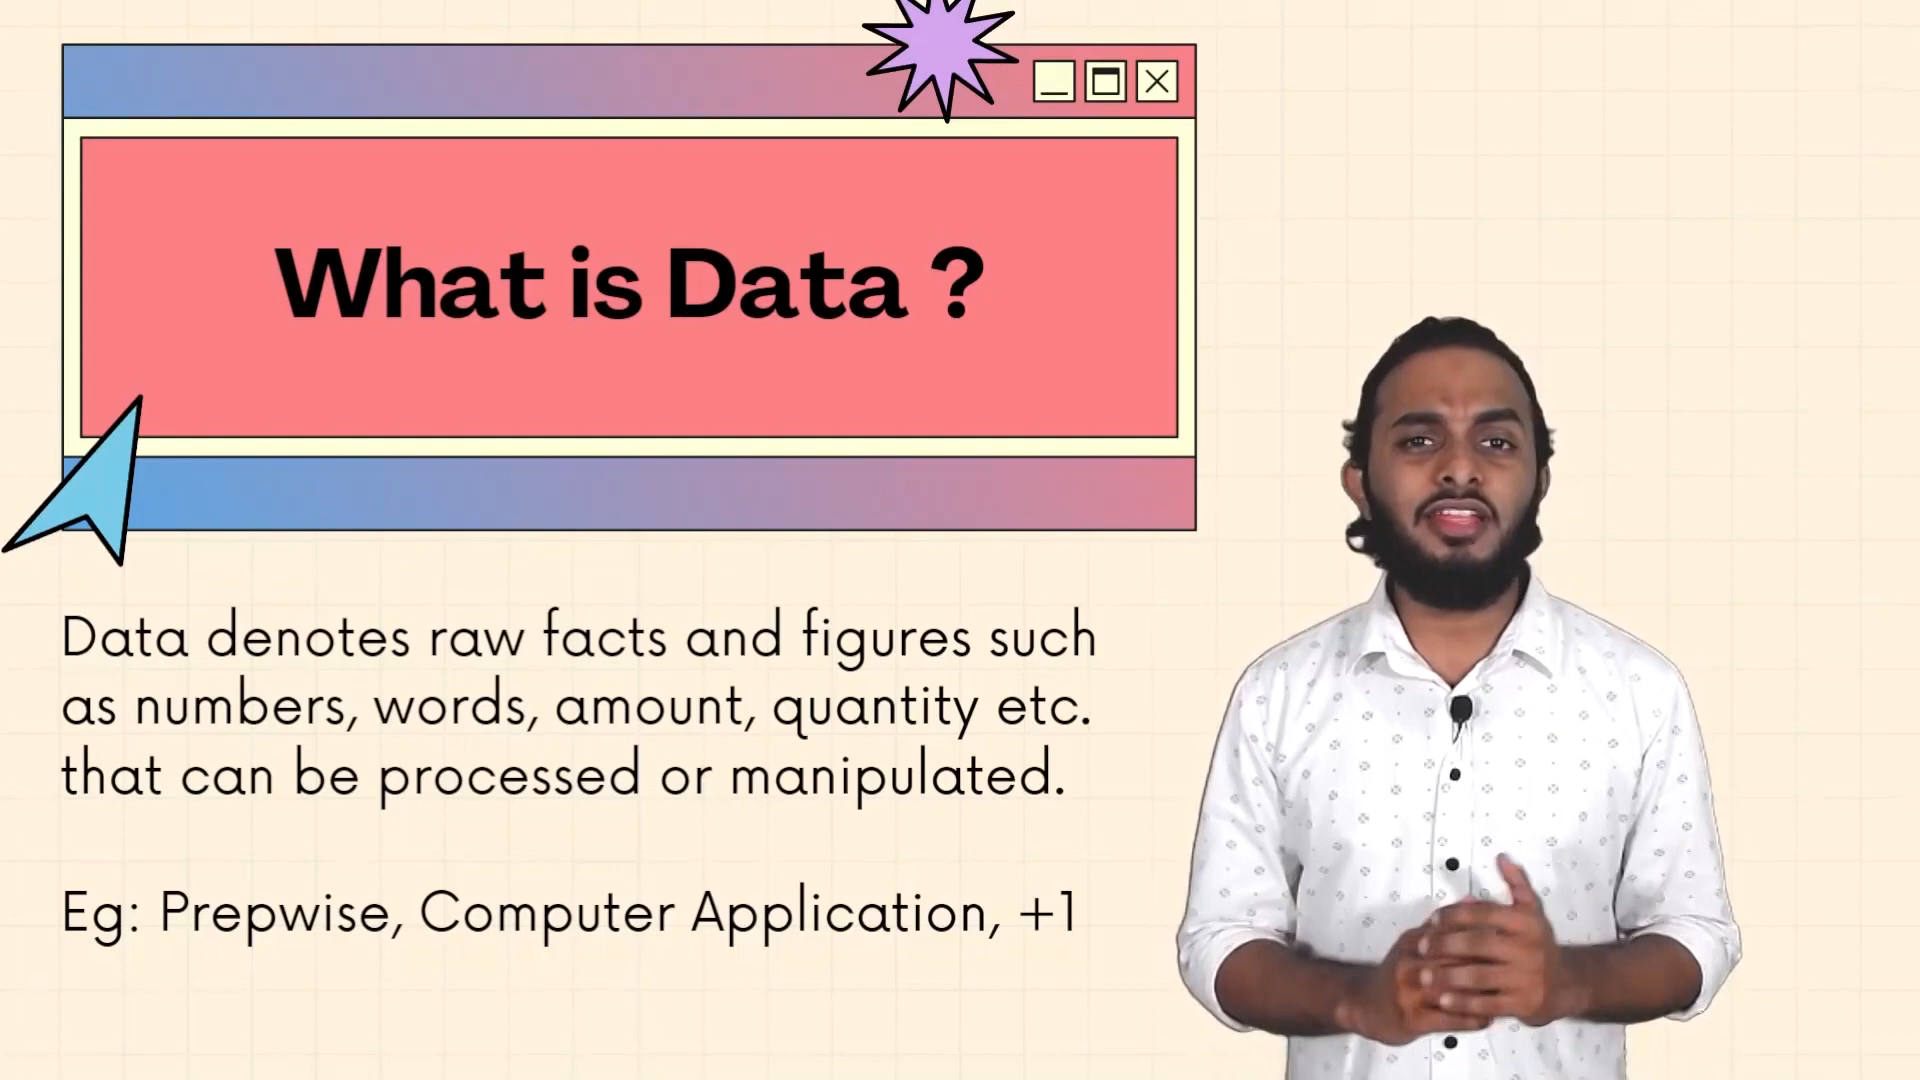 What is Data ?
Data denotes raw facts and figures such
as numbers, words, amount, quantity etc.
that can be processed or manipulated.
Eg: Prepwise, Computer Application, +1